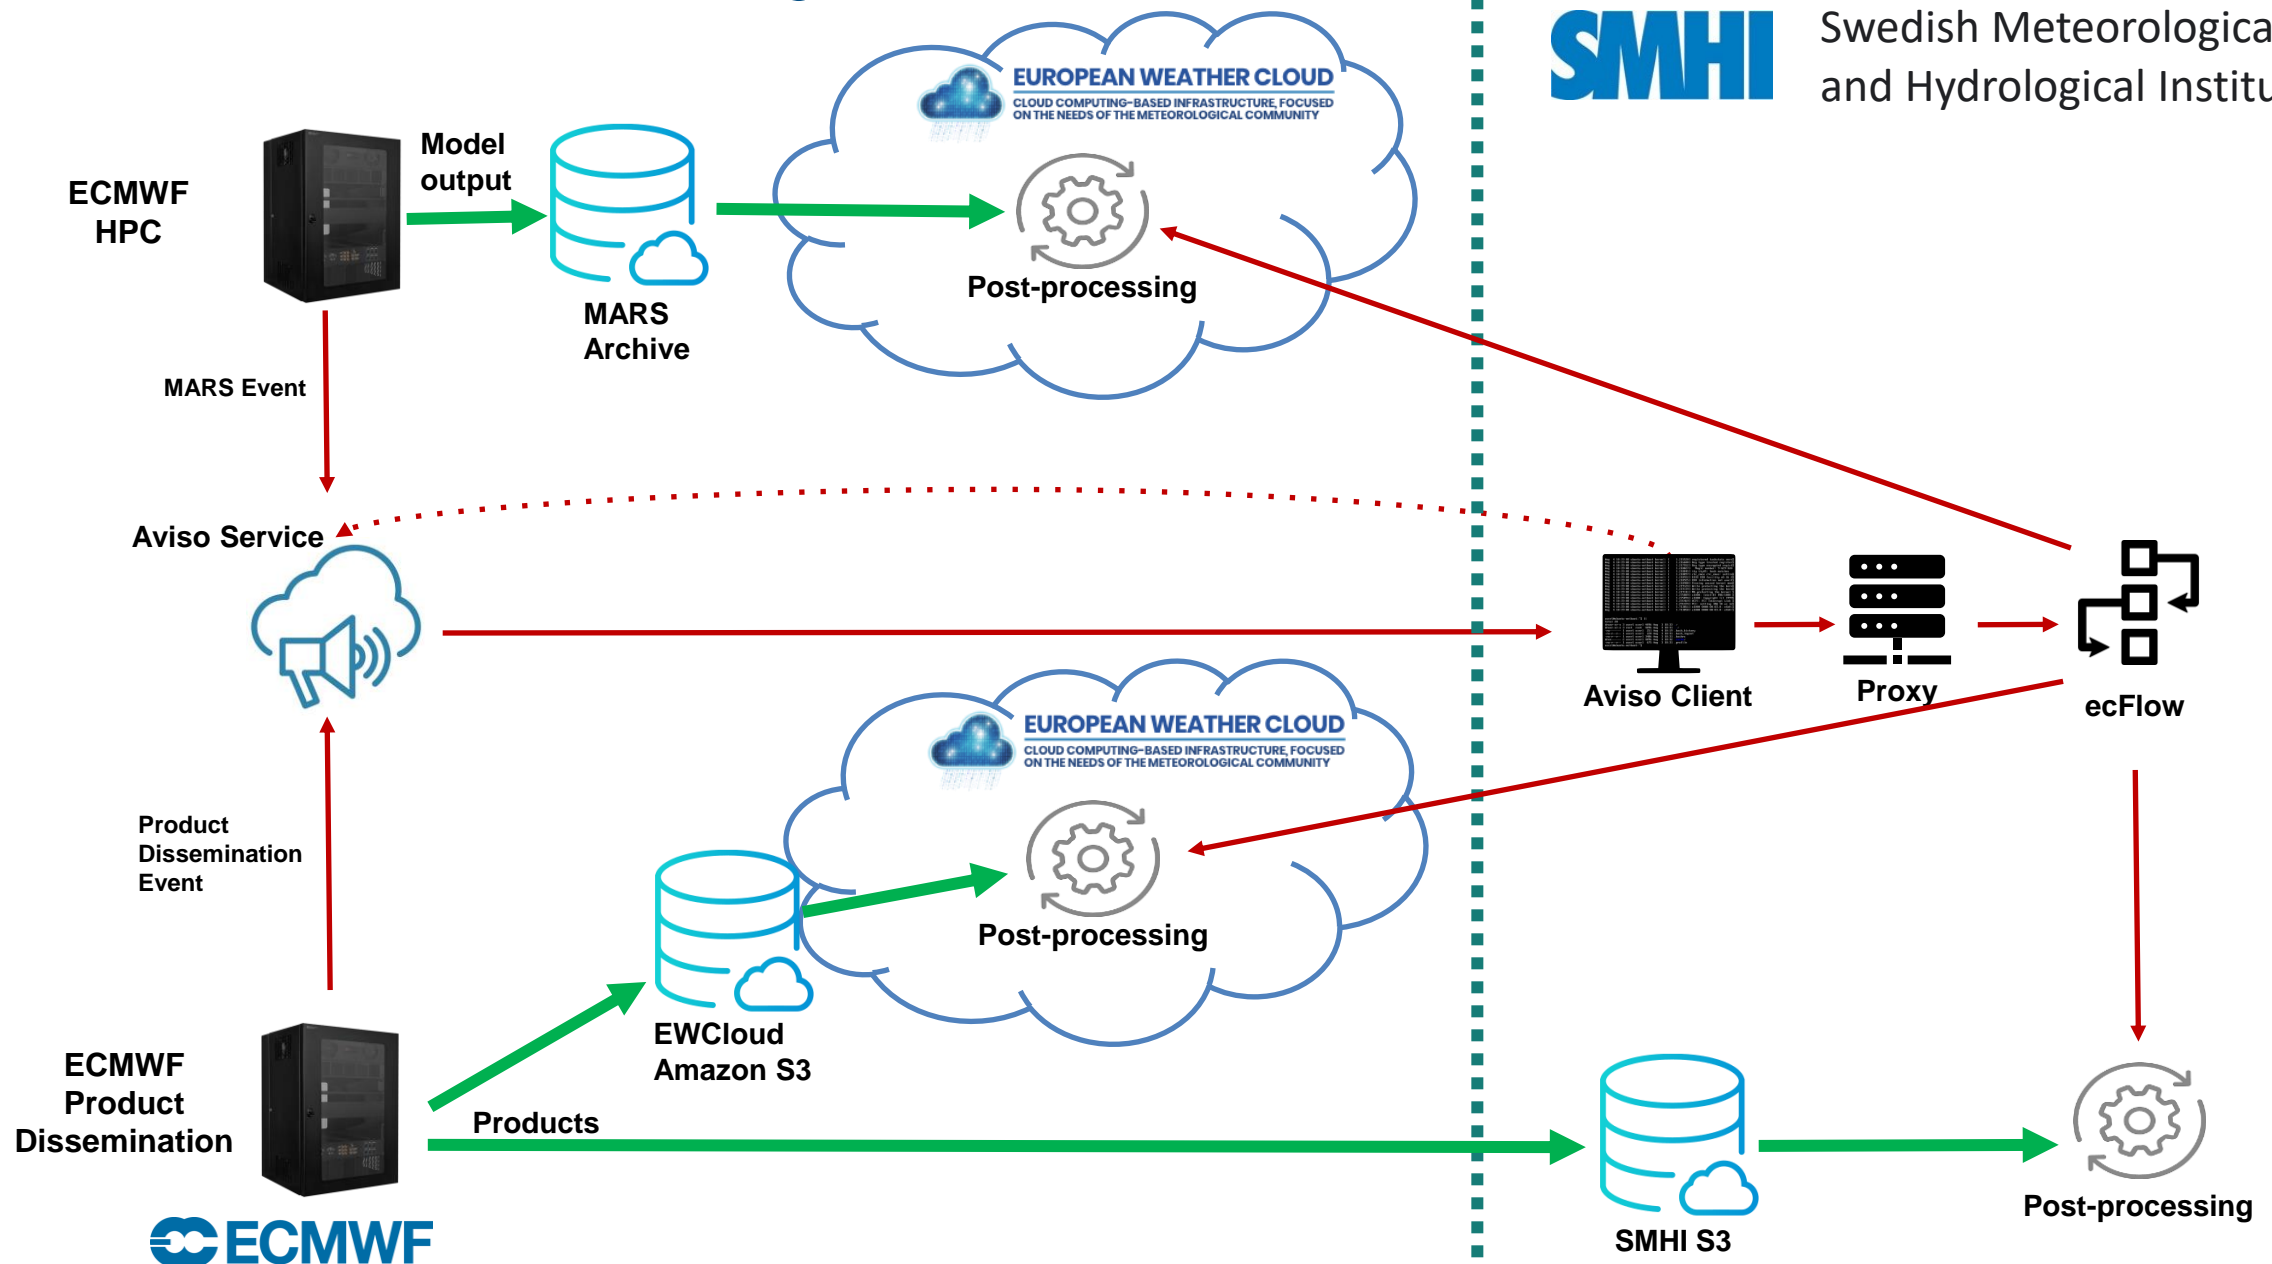 SMHI
Swedish Meteorologica
and Hydrological Institu
EUROPEAN WEATHER CLOUD
CLOUD COMPUTING-BASED INFRASTRUCTURE, FOCUSED
ON THE NEEDS OF THE METEOROLOGICAL COMMUNITY
Model
output
ECMWF
HPC
Post-processing
MARS
Archive
MARS Event
Aviso Service
Aviso Client
Proxy
ecFlow
EUROPEAN WEATHER CLOUD
CLOUD COMPUTING-BASED INFRASTRUCTURE, FOCUSED
ON THE NEEDS OF THE METEOROLOGICAL COMMUNITY
Product
Dissemination
Event
Post-processing
EWCloud
Amazon S3
ECMWF
Product
Dissemination
Products
Post-processing
SMHI S3
ECMWF